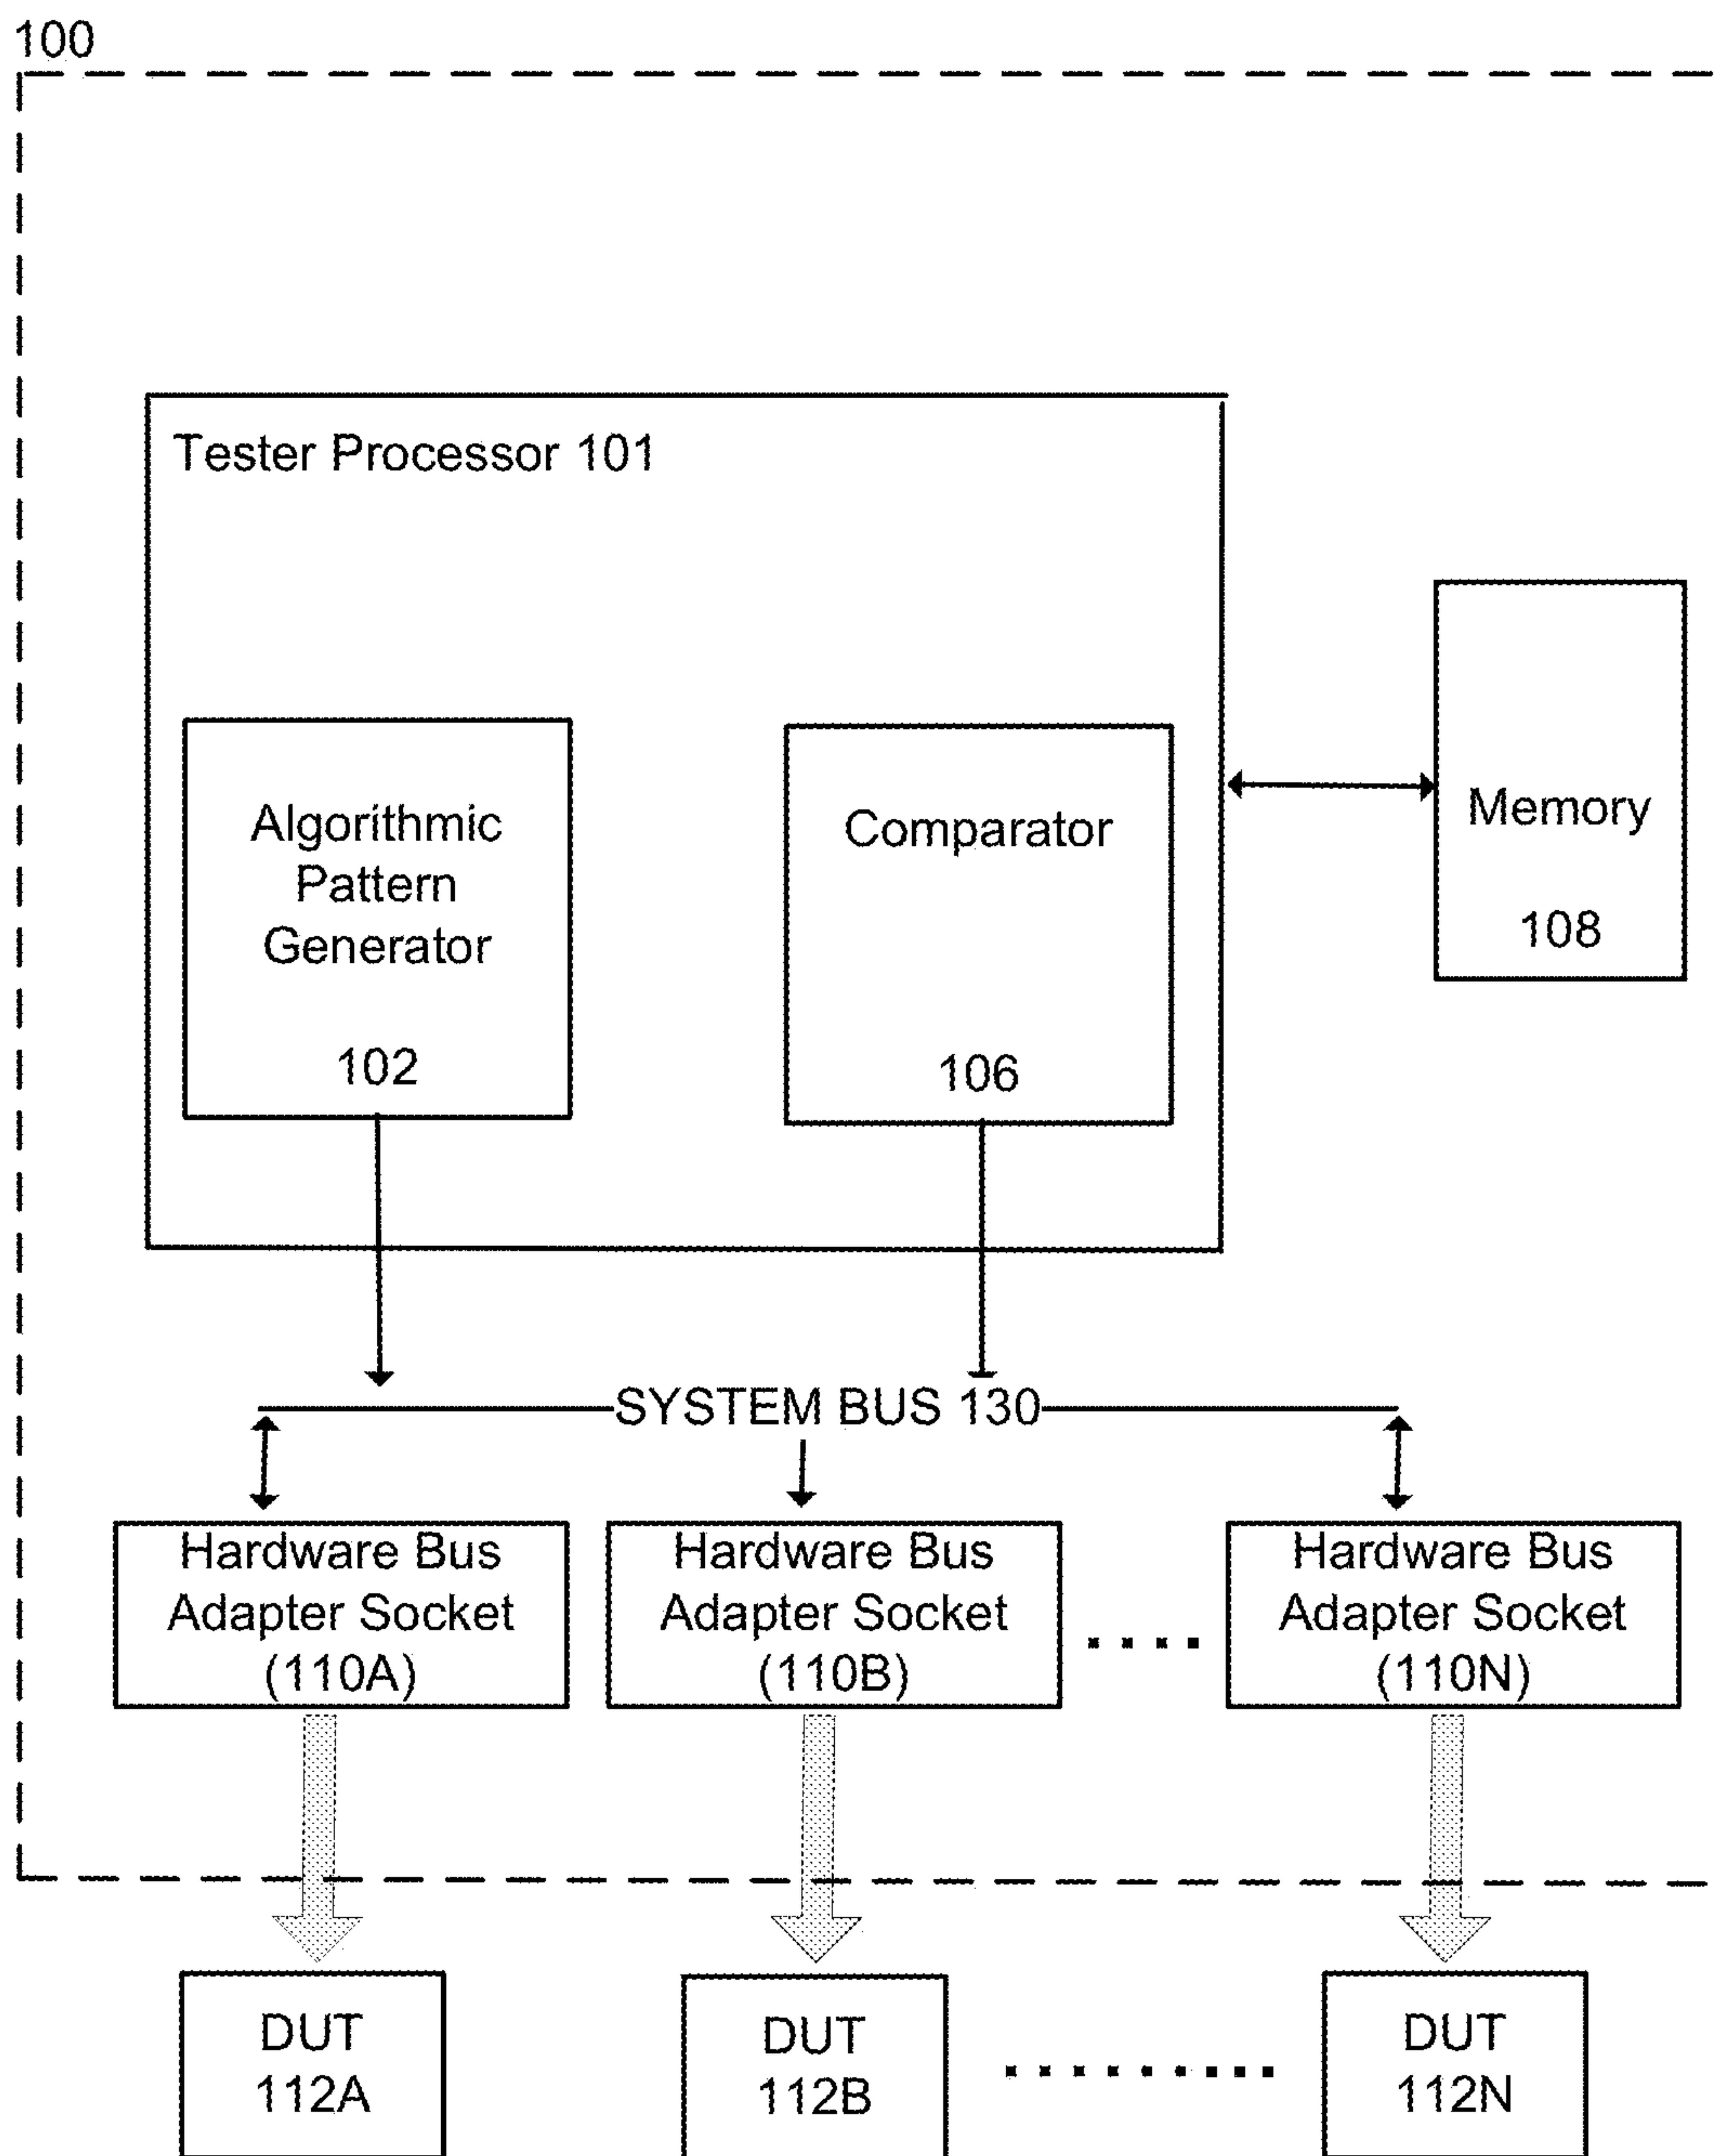 100
Tester Processor 101
Algorithmic
Pattern
Generator
102
Comparator
106
Memory
108
SYSTEM BUS 130
Hardware Bus
Adapter Socket
(110A)
Hardware Bus
Adapter Socket
(110B)
Hardware Bus
Adapter Socket
(110N)
DUT
112A
DUT
112B
DUT
112N